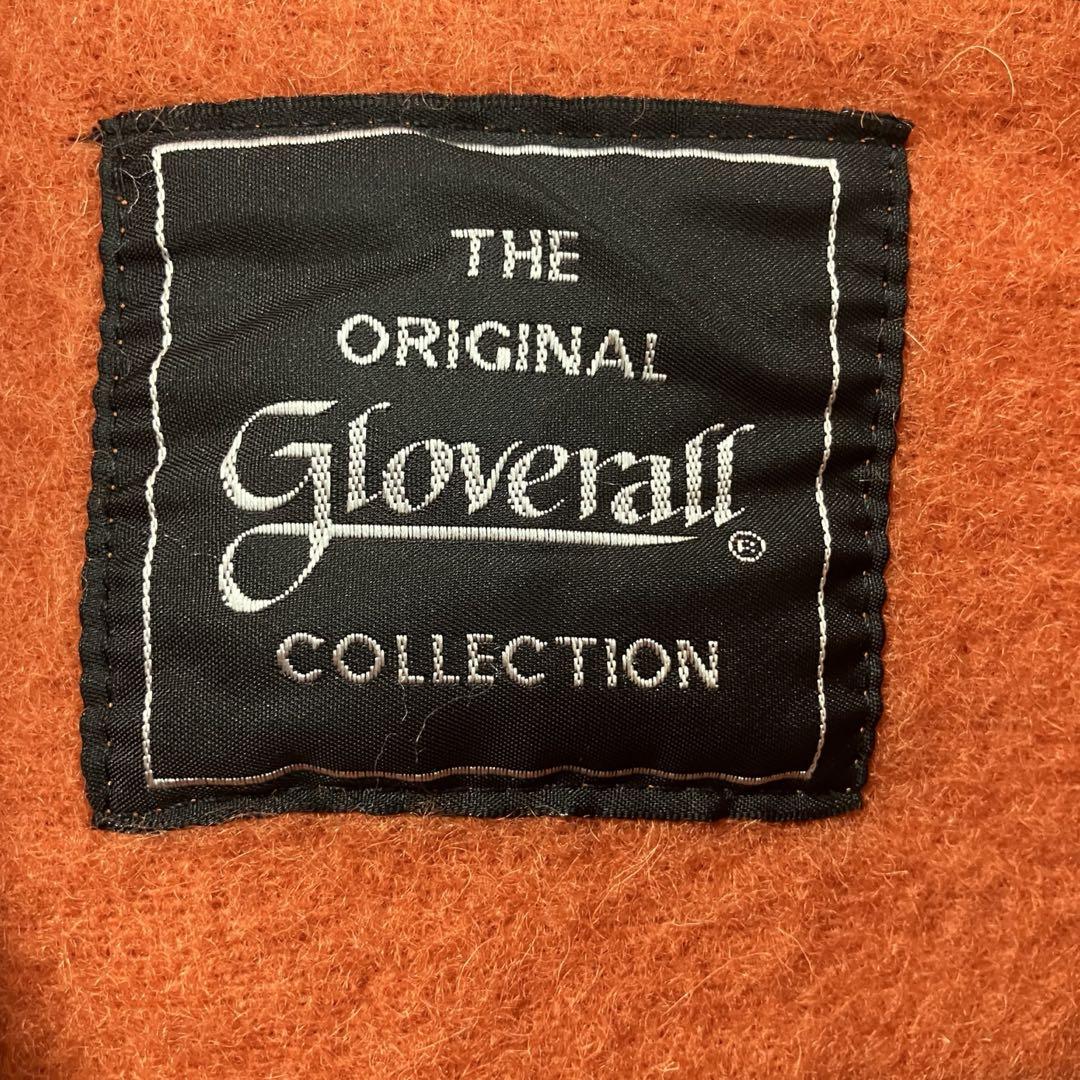 THE
ORIGINAL
Gloverall
®
COLLECTION